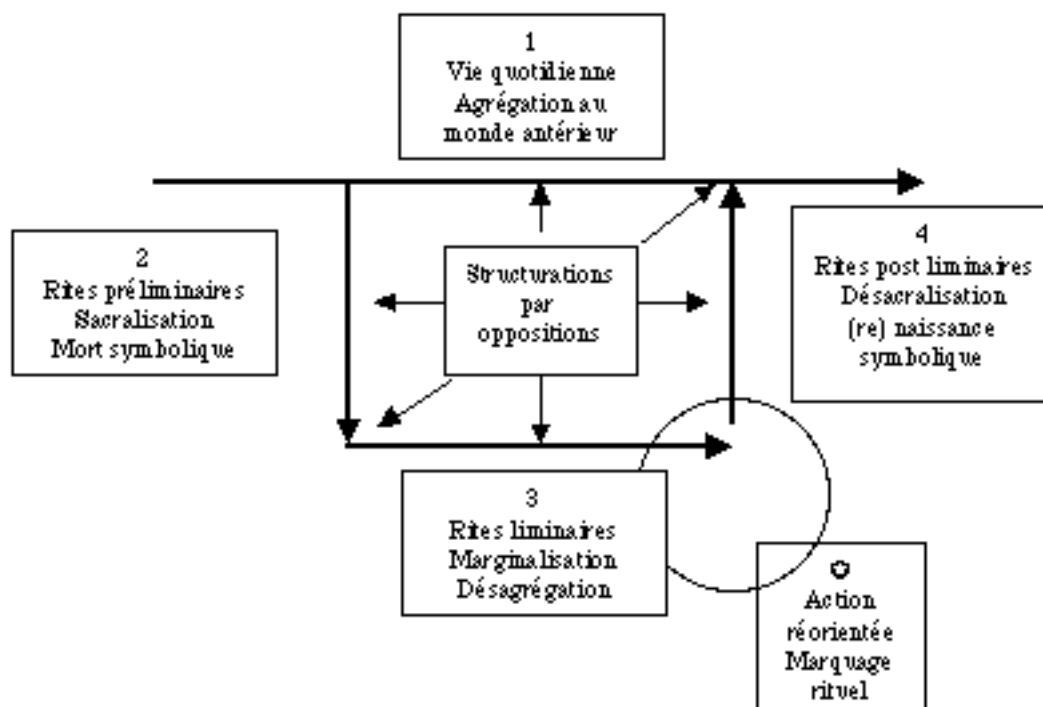 1
Vie quotidienne
Agrégation au
monde antérieur
2
Rites préliminaires
Sacralisation
Mort symbolique
Structurations
par
oppositions
4
Rites post liminaires
Désacralisation
(re) naissance
symbolique
3
Rites liminaires
Marginalisation
Désagrégation
Action
réorientée
Marquage
rituel